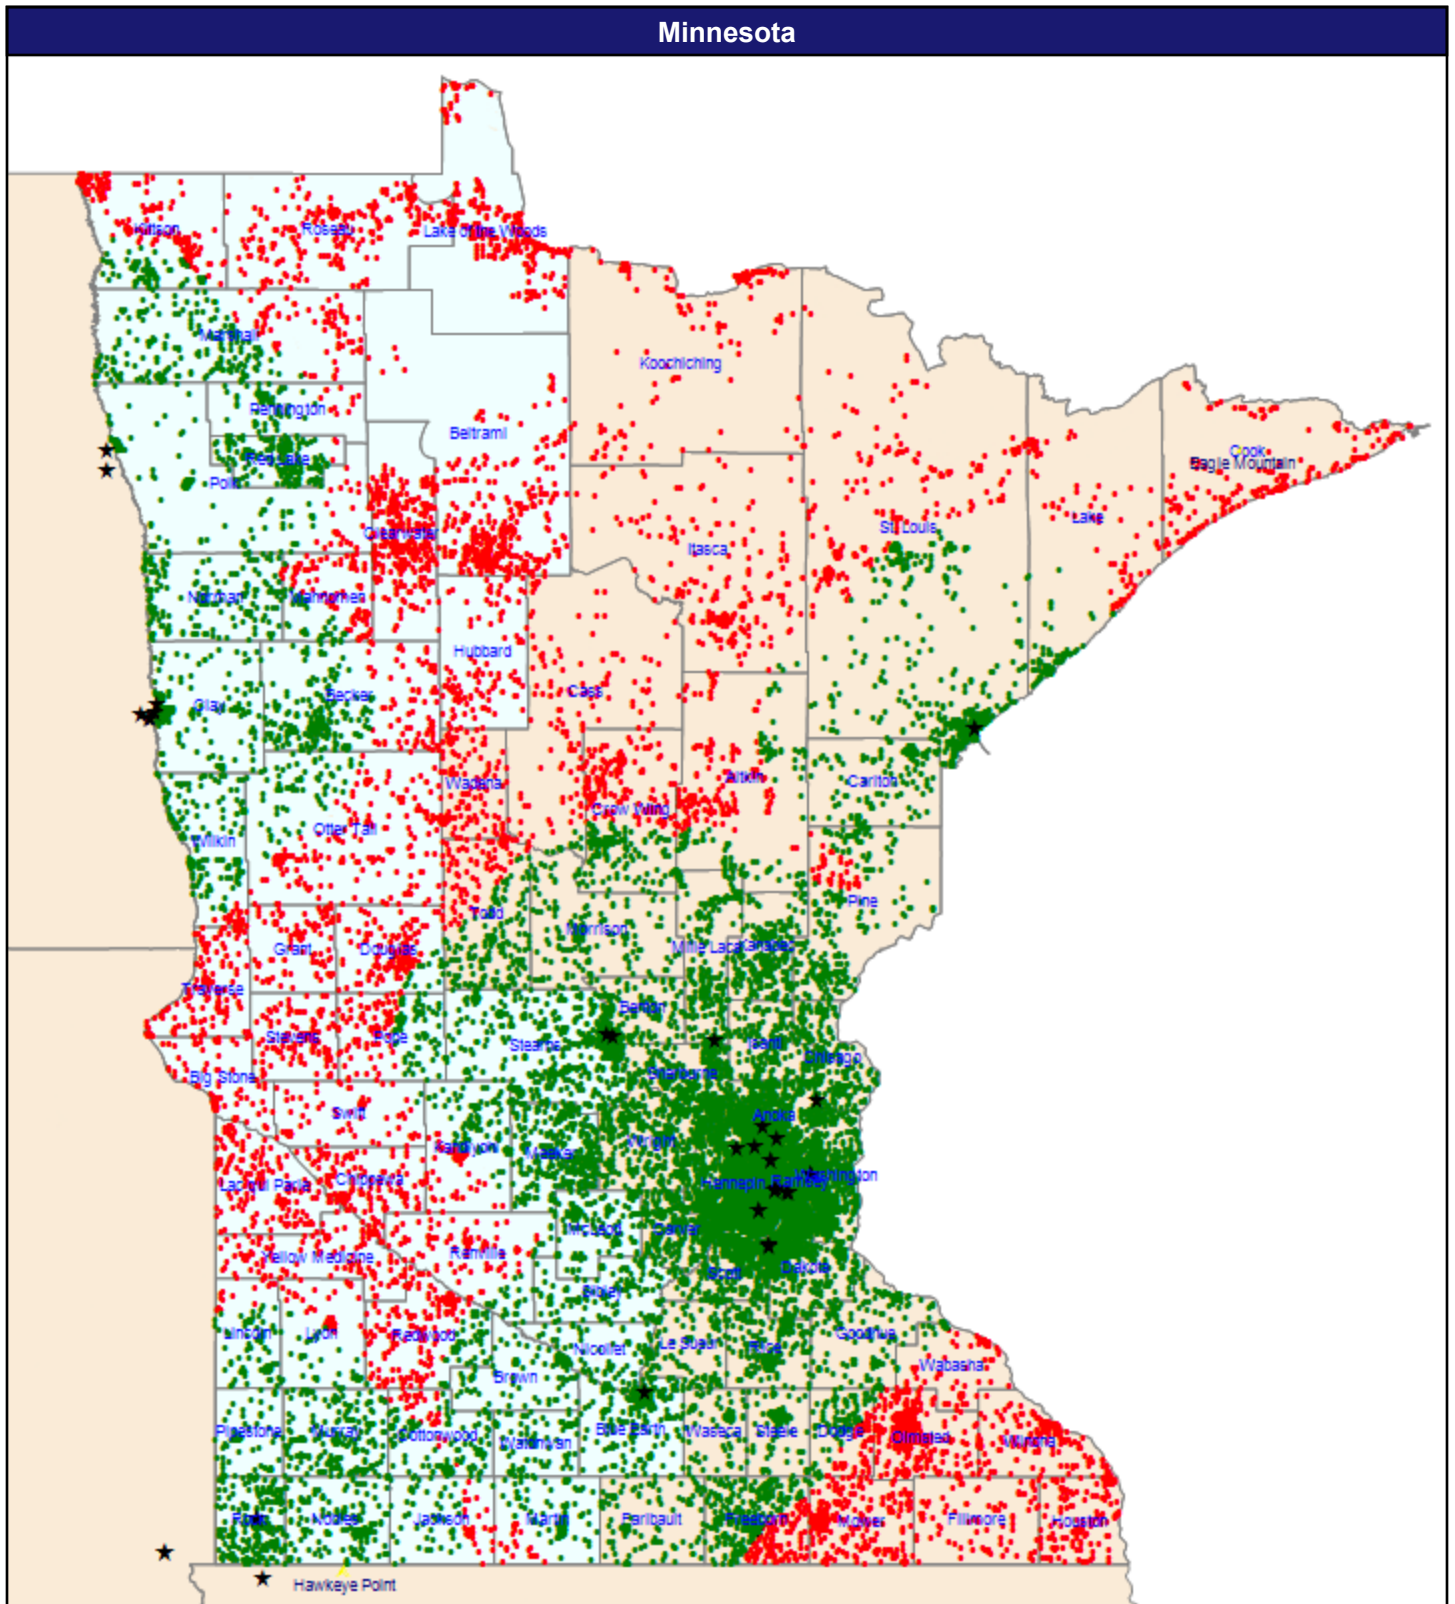 Minnesota
Kittson
Roseau
Lake of the Woods
Marshall
Koochiching
Pennington
Beltrami
Cook
Red Lake
Eagle Mountain
Polk
Lake
St. Louis
Clearwater
Itasca
Norman
Mahnomen
Hubbard
Cass
Becker
Clay
Aitkin
Wadena
Carlton
Crow Wing
Otter Tail
Wilkin
Pine
Todd
Morrison
Mille Lacs
Kanabec
Grant
Douglas
Traverse
Benton
Stevens
Pope
Stearns
Isanti
Chisago
Sherburne
Big Stone
Swift
Anoka
Kandiyohi
Meeker
Wright
Washington
Lac qui Parle
Chippewa
Hennepin
Ramsey
McLeod
Carver
Yellow Medicine
Renville
Scott
Dakota
Sibley
Lincoln
Lyon
Redwood
Nicollet
Le Sueur
Rice
Goodhue
Wabasha
Brown
Pipestone
Murray
Cottonwood
Watonwan
Blue Earth
Waseca
Steele
Dodge
Olmsted
Winona
Rock
Nobles
Jackson
Martin
Faribault
Freeborn
Mower
Fillmore
Houston
Hawkeye Point